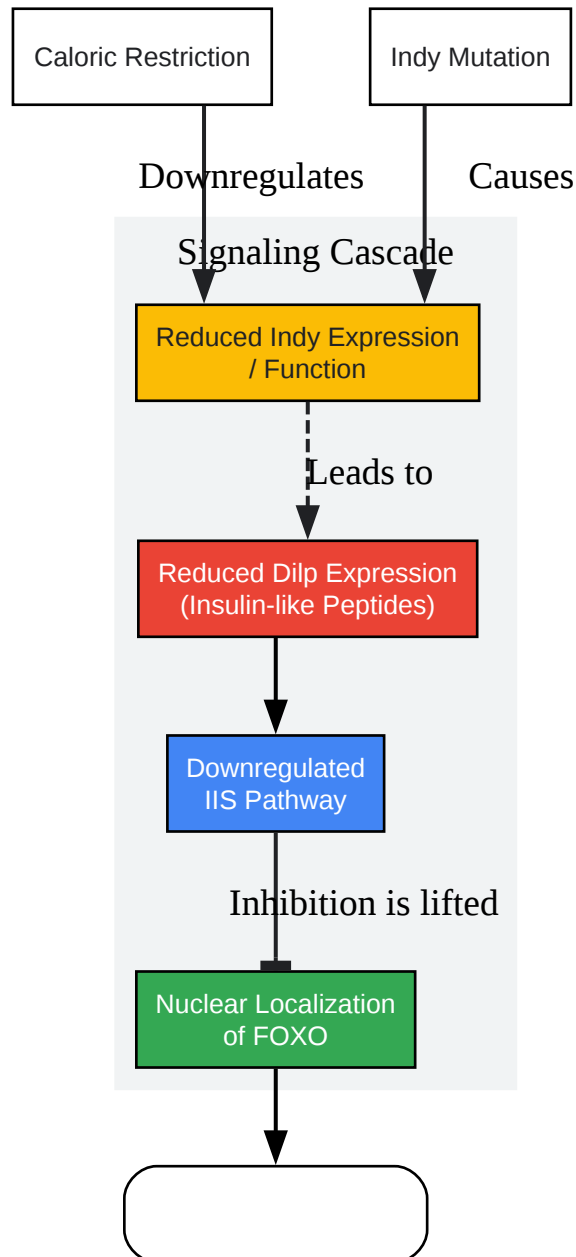 Caloric Restriction
Indy Mutation
Downregulates
Causes
Signaling Cascade
Reduced Indy Expression
/ Function
Leads to
Reduced Dilp Expression
(Insulin-like Peptides)
Downregulated
IIS Pathway
Inhibition is lifted
Nuclear Localization
of FOXO